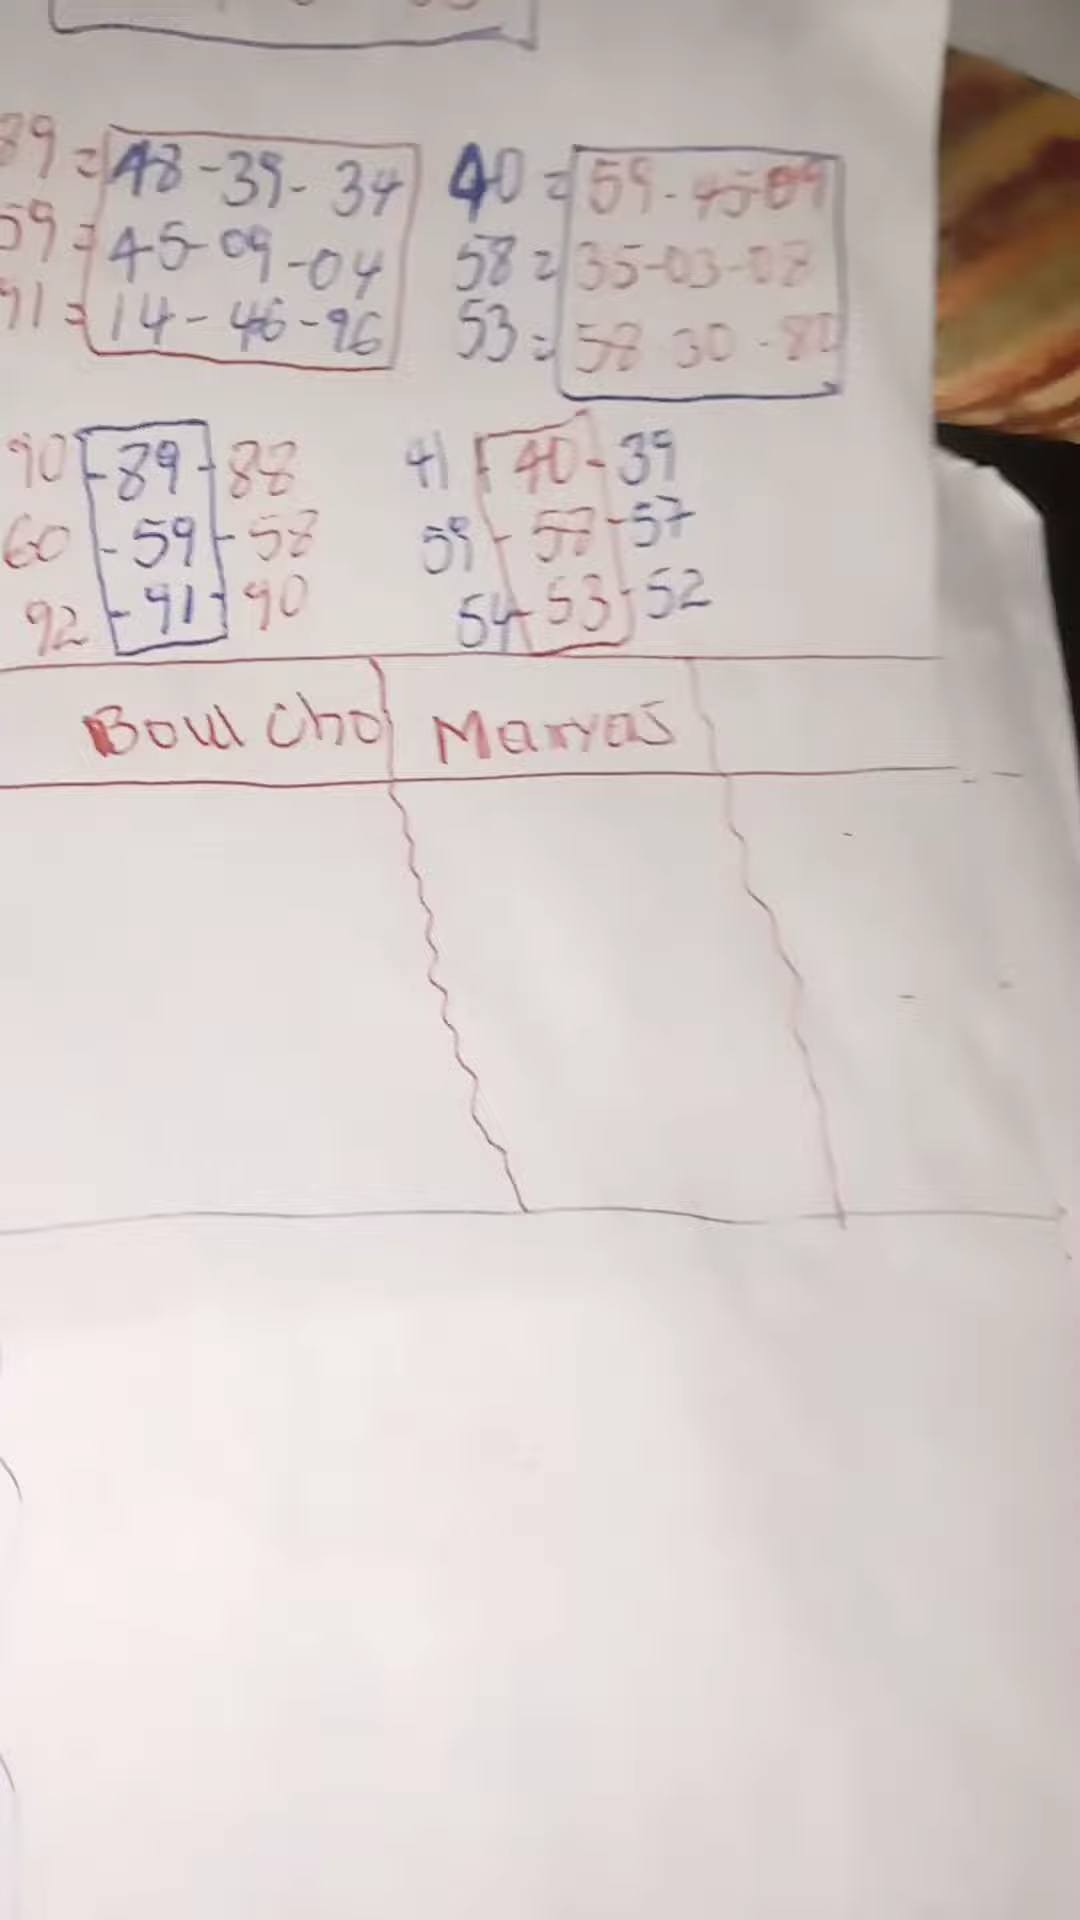 89 = 48-39-34 40 = 59-45-09
59 = 45-09-04 58 = 35-03-08
91 = 14-46-96 53 = 58-30-80
90-89-88 41-40-39
60-59-58 59-58-57
92-91-90 54-53-52
Boul Cho Maryas